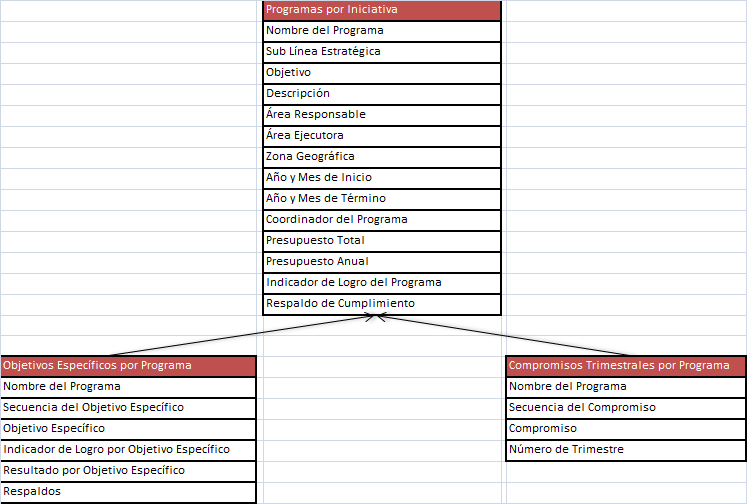 Programas por Iniciativa
Nombre del Programa
Sub Línea Estratégica
Objetivo
Descripción
Área Responsable
Área Ejecutora
Zona Geográfica
Año y Mes de Inicio
Año y Mes de Término
Coordinador del Programa
Presupuesto Total
Presupuesto Anual
Indicador de Logro del Programa
Respaldo de Cumplimiento
Objetivos Específicos por Programa
Nombre del Programa
Secuencia del Objetivo Específico
Objetivo Específico
Indicador de Logro por Objetivo Específico
Resultado por Objetivo Específico
Respaldos
Compromisos Trimestrales por Programa
Nombre del Programa
Secuencia del Compromiso
Compromiso
Número de Trimestre